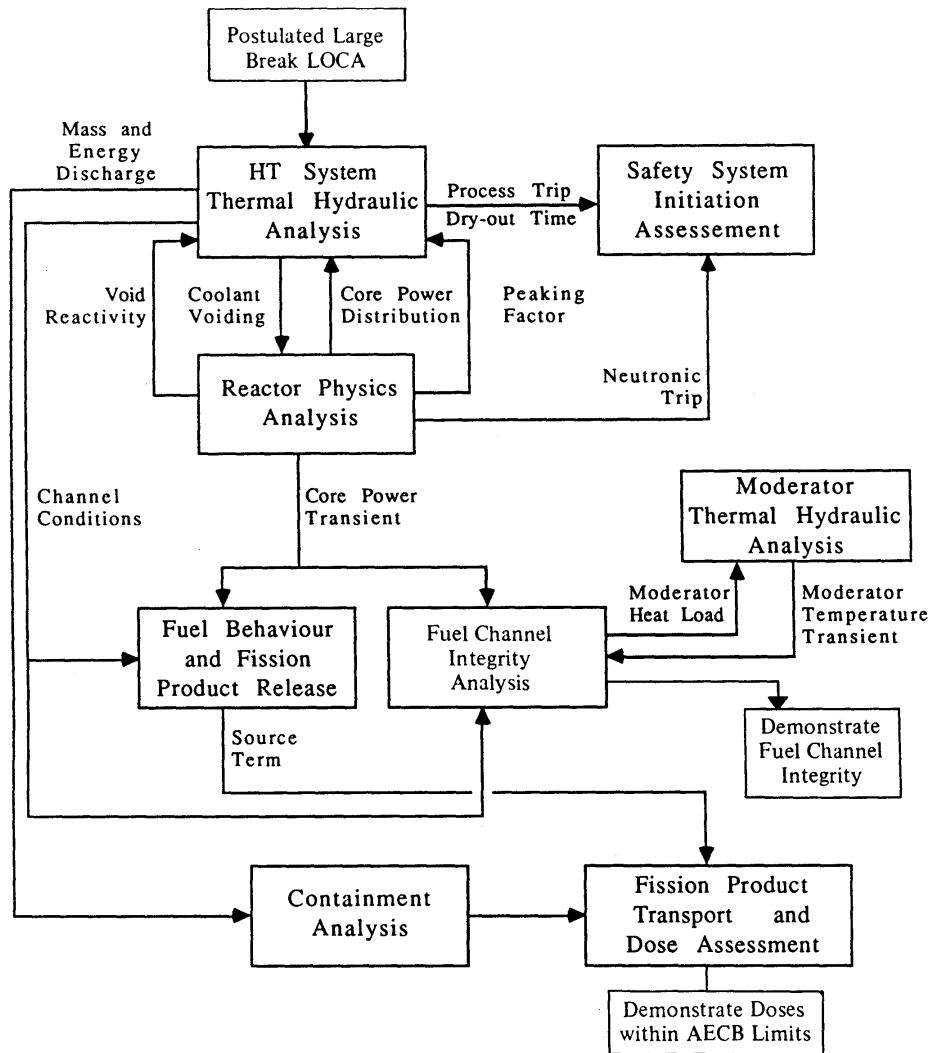 Postulated Large
Break LOCA
Mass and
Energy
Discharge
HT System
Thermal Hydraulic
Analysis
Process Trip
Dry-out Time
Safety System
Initiation
Assessement
Void
Reactivity
Coolant
Voiding
Core Power
Distribution
Peaking
Factor
Reactor Physics
Analysis
Neutronic
Trip
Channel
Conditions
Core Power
Transient
Moderator
Thermal Hydraulic
Analysis
Moderator
Heat Load
Moderator
Temperature
Transient
Fuel Behaviour
and Fission
Product Release
Fuel Channel
Integrity
Analysis
Source
Term
Demonstrate
Fuel Channel
Integrity
Containment
Analysis
Fission Product
Transport and
Dose Assessment
Demonstrate Doses
within AECB Limits